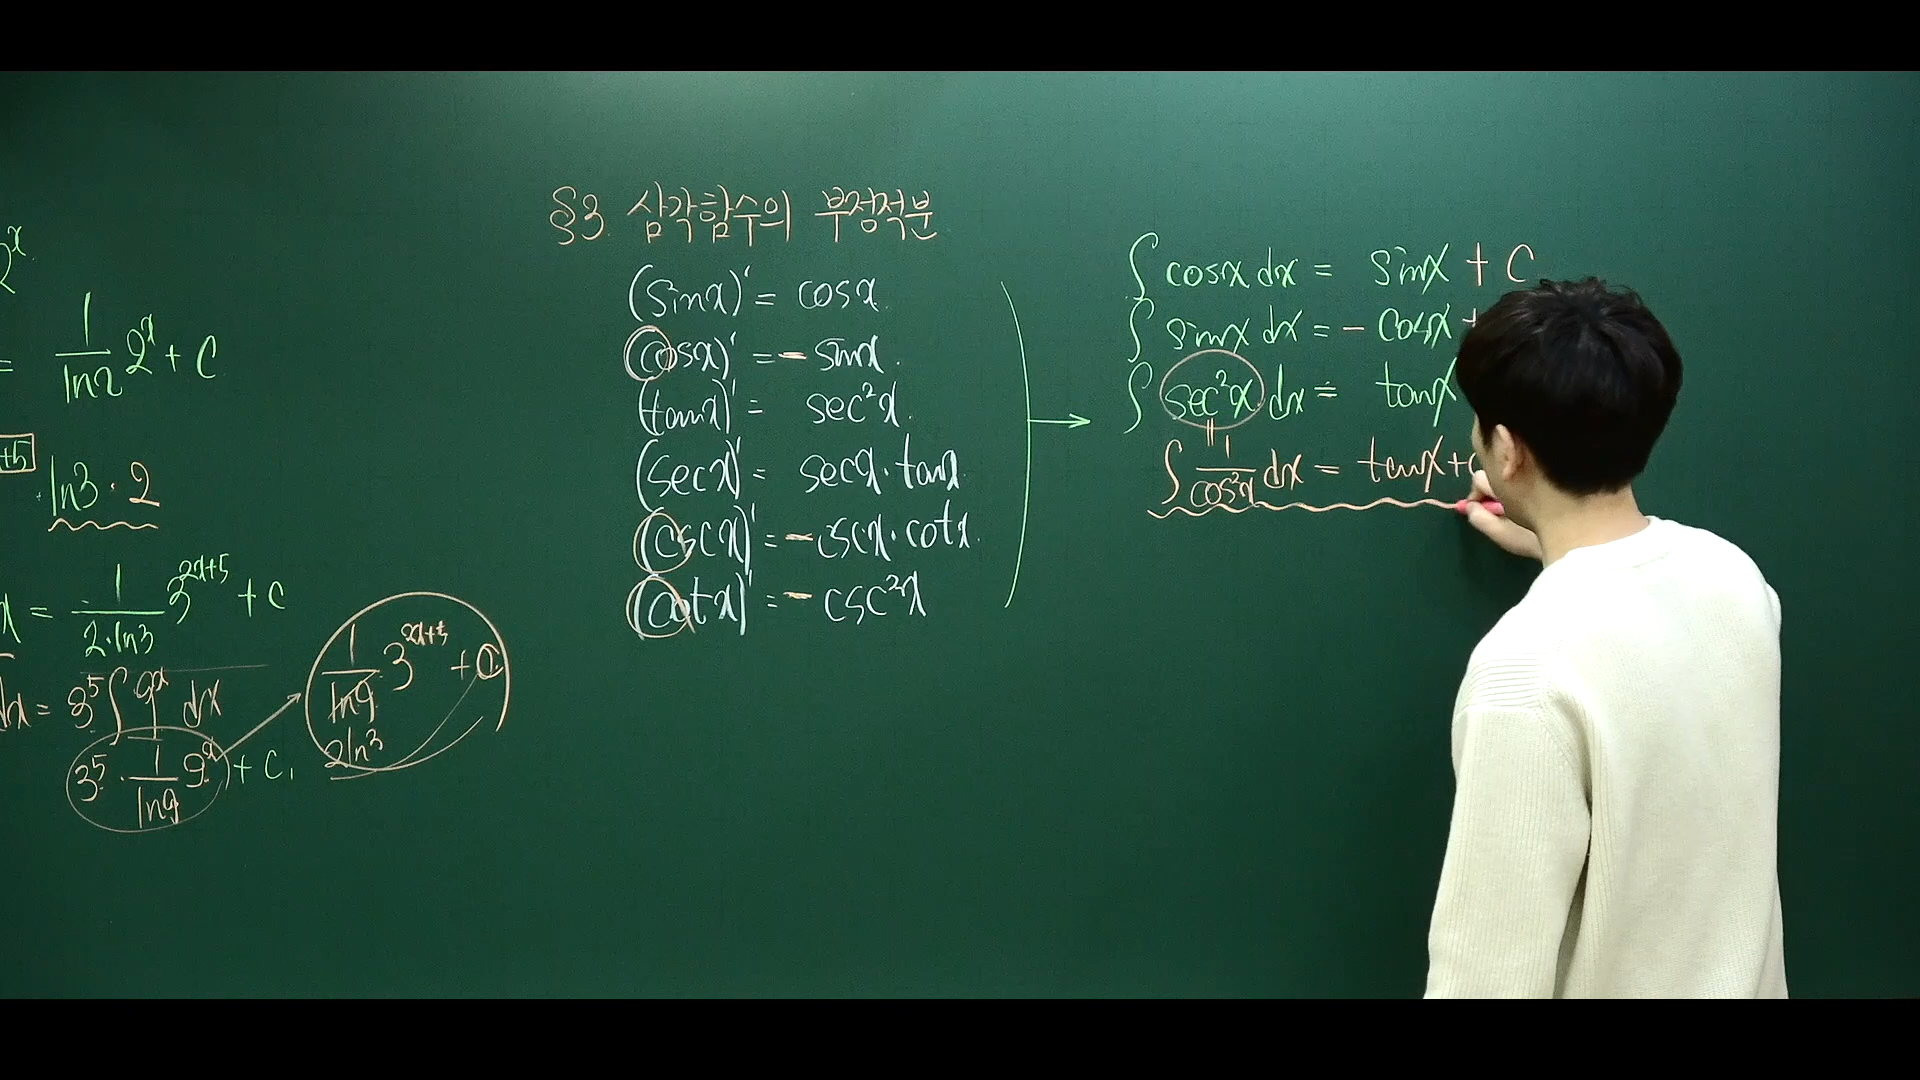 2^x
= 1/ln2 2^x + C
+5
· ln3 · 2
x = 1/(2·ln3) 3^(2x+5) + C
dx = 3^5 ∫ 9^x dx
3^5 · 1/ln9 9^x + C₁
1/ln9 3^(2x+5) + C
2ln3
§3 삼각함수의 부정적분
(sinx)' = cosx.
(cosx)' = - sinx.
(tanx)' = sec²x.
(secx)' = secx·tanx.
(cscx)' = -cscx·cotx.
(cotx)' = - csc²x
∫ cosx dx = sinx + C
∫ sinx dx = - cosx +
∫ sec²x dx = tanx
=
∫ 1/cos²x dx = tanx + C